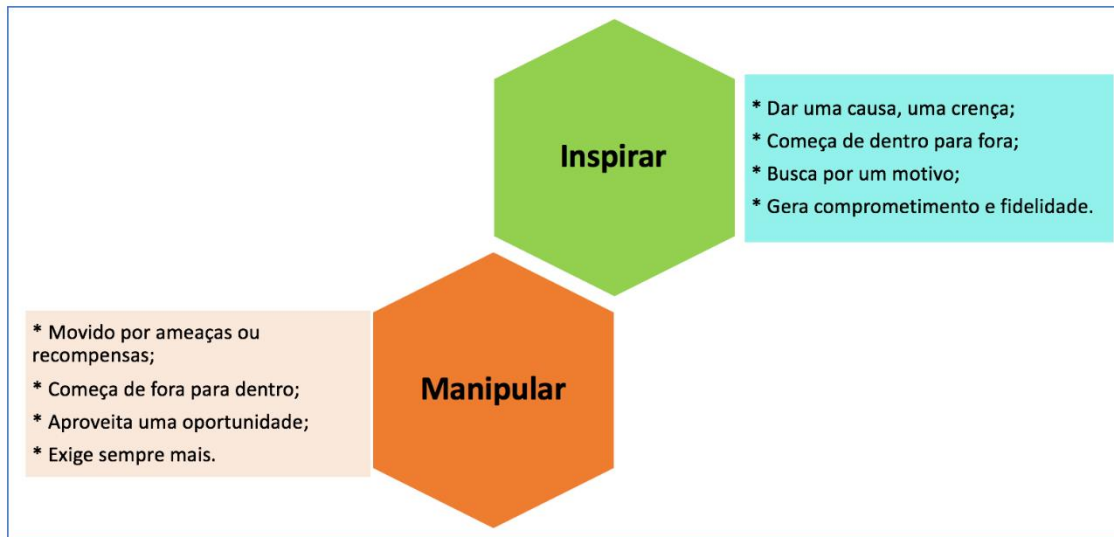 Inspirar
* Dar uma causa, uma crença;
* Começa de dentro para fora;
* Busca por um motivo;
* Gera comprometimento e fidelidade.
* Movido por ameaças ou
recompensas;
* Começa de fora para dentro;
* Aproveita uma oportunidade;
* Exige sempre mais.
Manipular